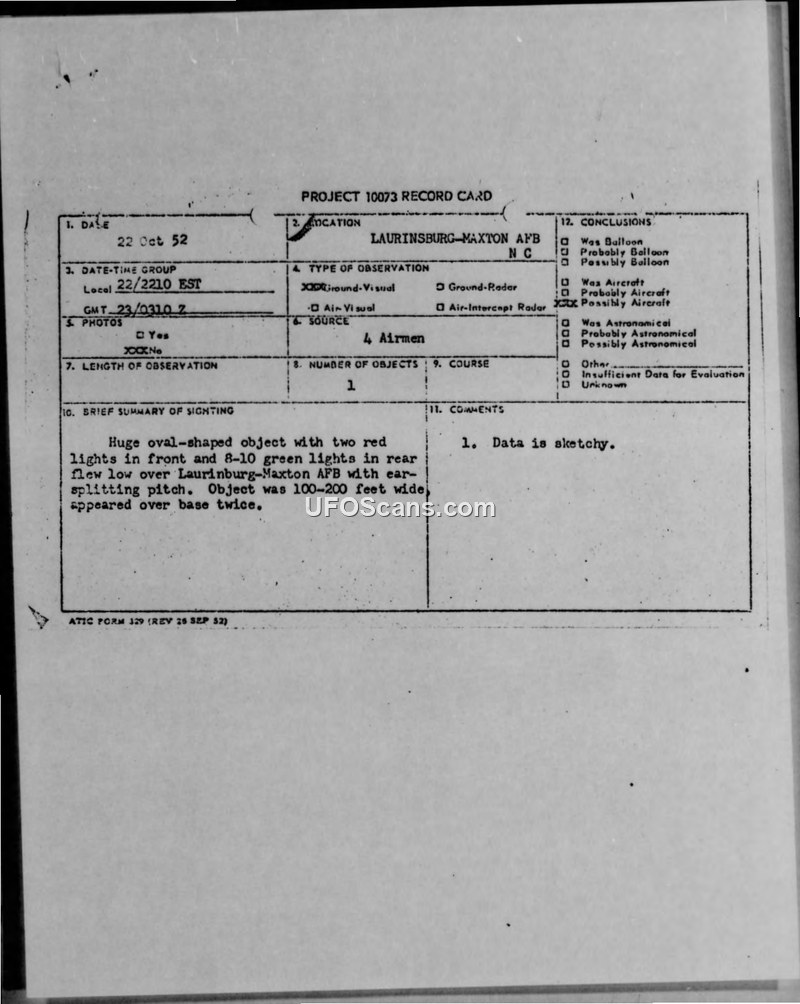 PROJECT 10073 RECORD CARD
1. DATE
22 Oct 52
2. LOCATION
LAURINSBURG-MAXTON AFB
N C
12. CONCLUSIONS
Was Balloon
Probably Balloon
Possibly Balloon
Was Aircraft
Probably Aircraft
XXX Possibly Aircraft
Was Astronomical
Probably Astronomical
Possibly Astronomical
Other
Insufficient Data for Evaluation
Unknown
3. DATE-TIME GROUP
Local 22/2210 EST
GMT 23/0310 Z
4. TYPE OF OBSERVATION
XXX Ground-Visual
Ground-Radar
Air-Visual
Air-Intercept Radar
5. PHOTOS
Yes
XXX No
6. SOURCE
4 Airmen
7. LENGTH OF OBSERVATION
8. NUMBER OF OBJECTS
1
9. COURSE
10. BRIEF SUMMARY OF SIGHTING
Huge oval-shaped object with two red
lights in front and 8-10 green lights in rear
flew low over Laurinburg-Maxton AFB with ear-
splitting pitch. Object was 100-200 feet wide,
appeared over base twice.
11. COMMENTS
1. Data is sketchy.
UFOScans.com
ATIC FORM 329 (REV 26 SEP 52)